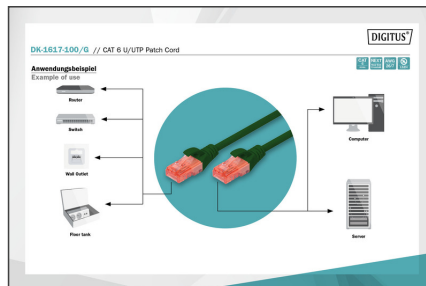 DIGITUS®
DK-1617-100/G // CAT 6 U/UTP Patch Cord
Anwendungsbeispiel
Example of use
Router
Switch
Wall Outlet
Floor tank
Computer
Server